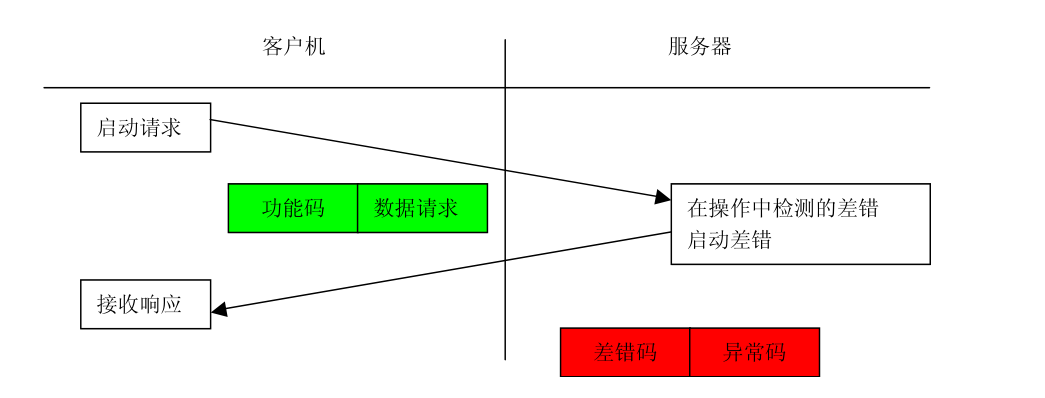 客户机
服务器
启动请求
功能码
数据请求
在操作中检测的差错
启动差错
接收响应
差错码
异常码